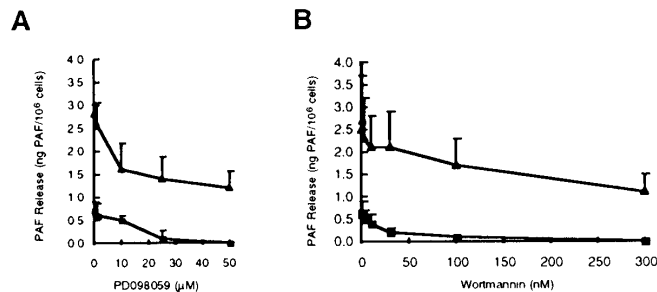 A
B
PAF Release (ng PAF/10⁶ cells)
4.0
3.5
3.0
2.5
2.0
1.5
1.0
0.5
0.0
0 10 20 30 40 50
PD098059 (μM)
PAF Release (ng PAF/10⁶ cells)
4.0
3.5
3.0
2.5
2.0
1.5
1.0
0.5
0.0
0 50 100 150 200 250 300
Wortmannin (nM)